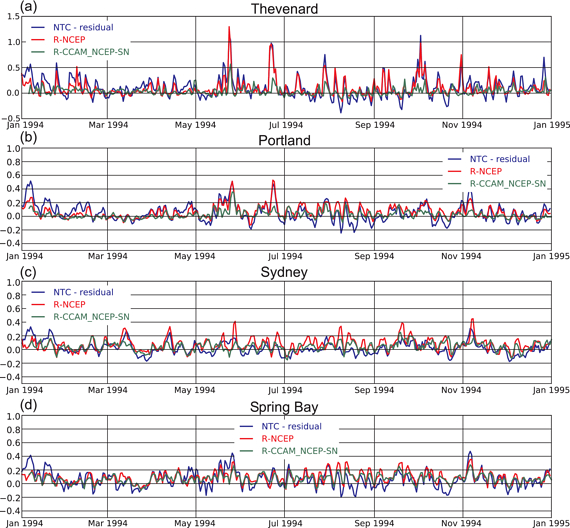 (a) Thevenard
1.5
NTC - residual
R-NCEP
R-CCAM_NCEP-SN
1.0
0.5
0.0
−0.5
Jan 1994 Mar 1994 May 1994 Jul 1994 Sep 1994 Nov 1994 Jan 1995
(b) Portland
1.0
0.8
0.6
0.4
0.2
0.0
−0.2
−0.4
NTC - residual
R-NCEP
R-CCAM_NCEP-SN
Jan 1994 Mar 1994 May 1994 Jul 1994 Sep 1994 Nov 1994 Jan 1995
(c) Sydney
1.0
0.8
0.6
0.4
0.2
0.0
−0.2
−0.4
NTC - residual
R-NCEP
R-CCAM_NCEP-SN
Jan 1994 Mar 1994 May 1994 Jul 1994 Sep 1994 Nov 1994 Jan 1995
(d) Spring Bay
1.0
0.8
0.6
0.4
0.2
0.0
−0.2
−0.4
NTC - residual
R-NCEP
R-CCAM_NCEP-SN
Jan 1994 Mar 1994 May 1994 Jul 1994 Sep 1994 Nov 1994 Jan 1995